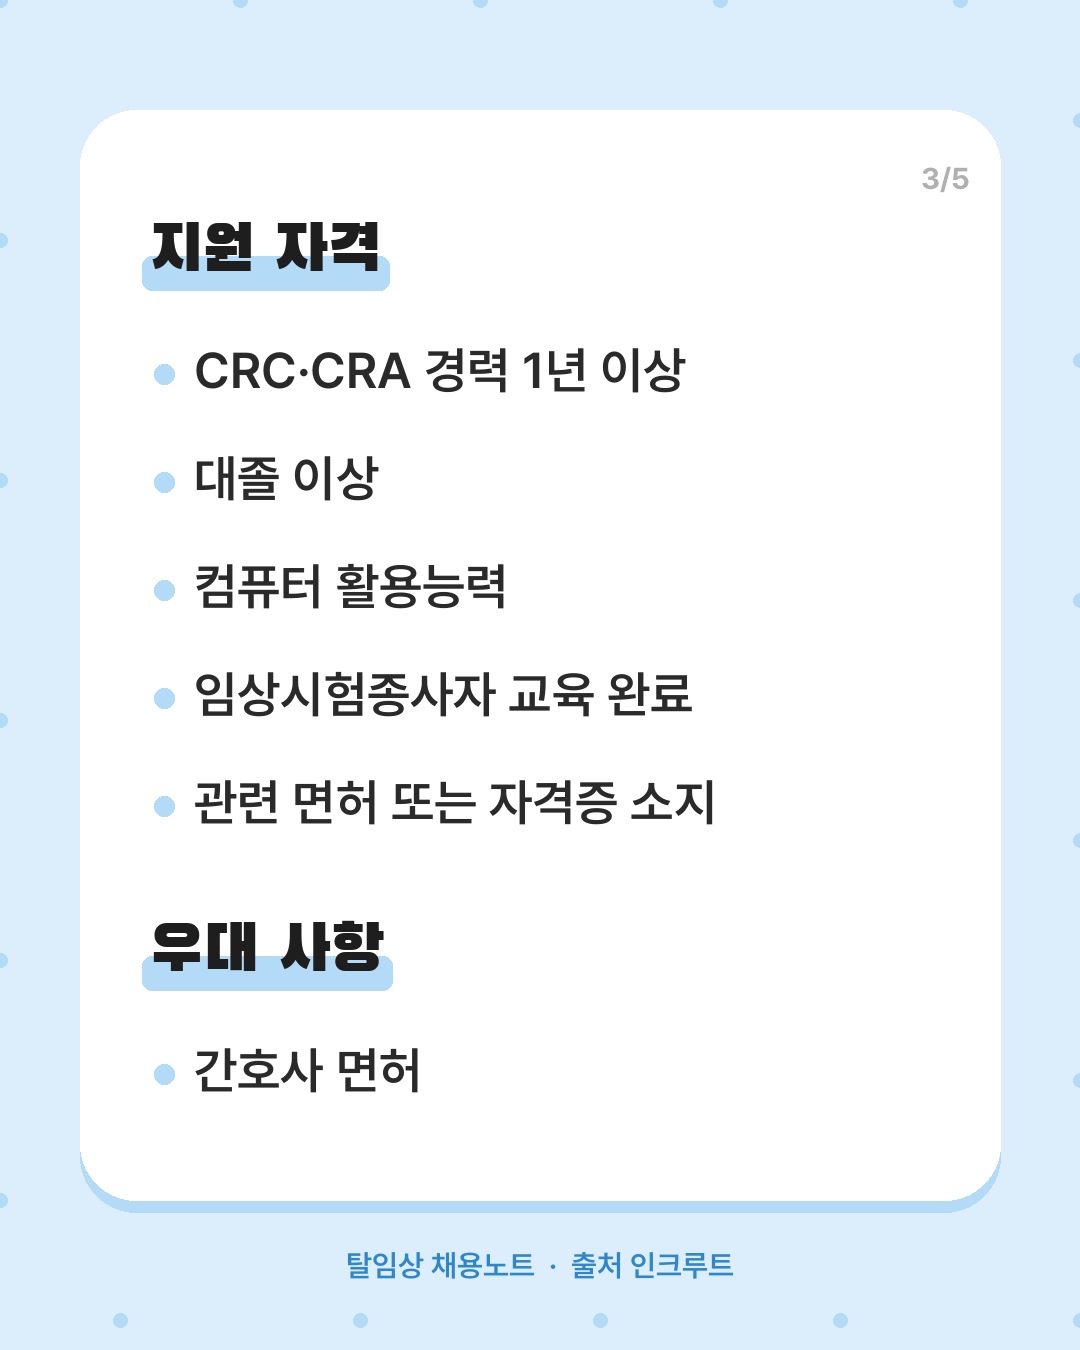 3/5
지원 자격
CRC·CRA 경력 1년 이상
대졸 이상
컴퓨터 활용능력
임상시험종사자 교육 완료
관련 면허 또는 자격증 소지
우대 사항
간호사 면허
탈임상 채용노트 · 출처 인크루트